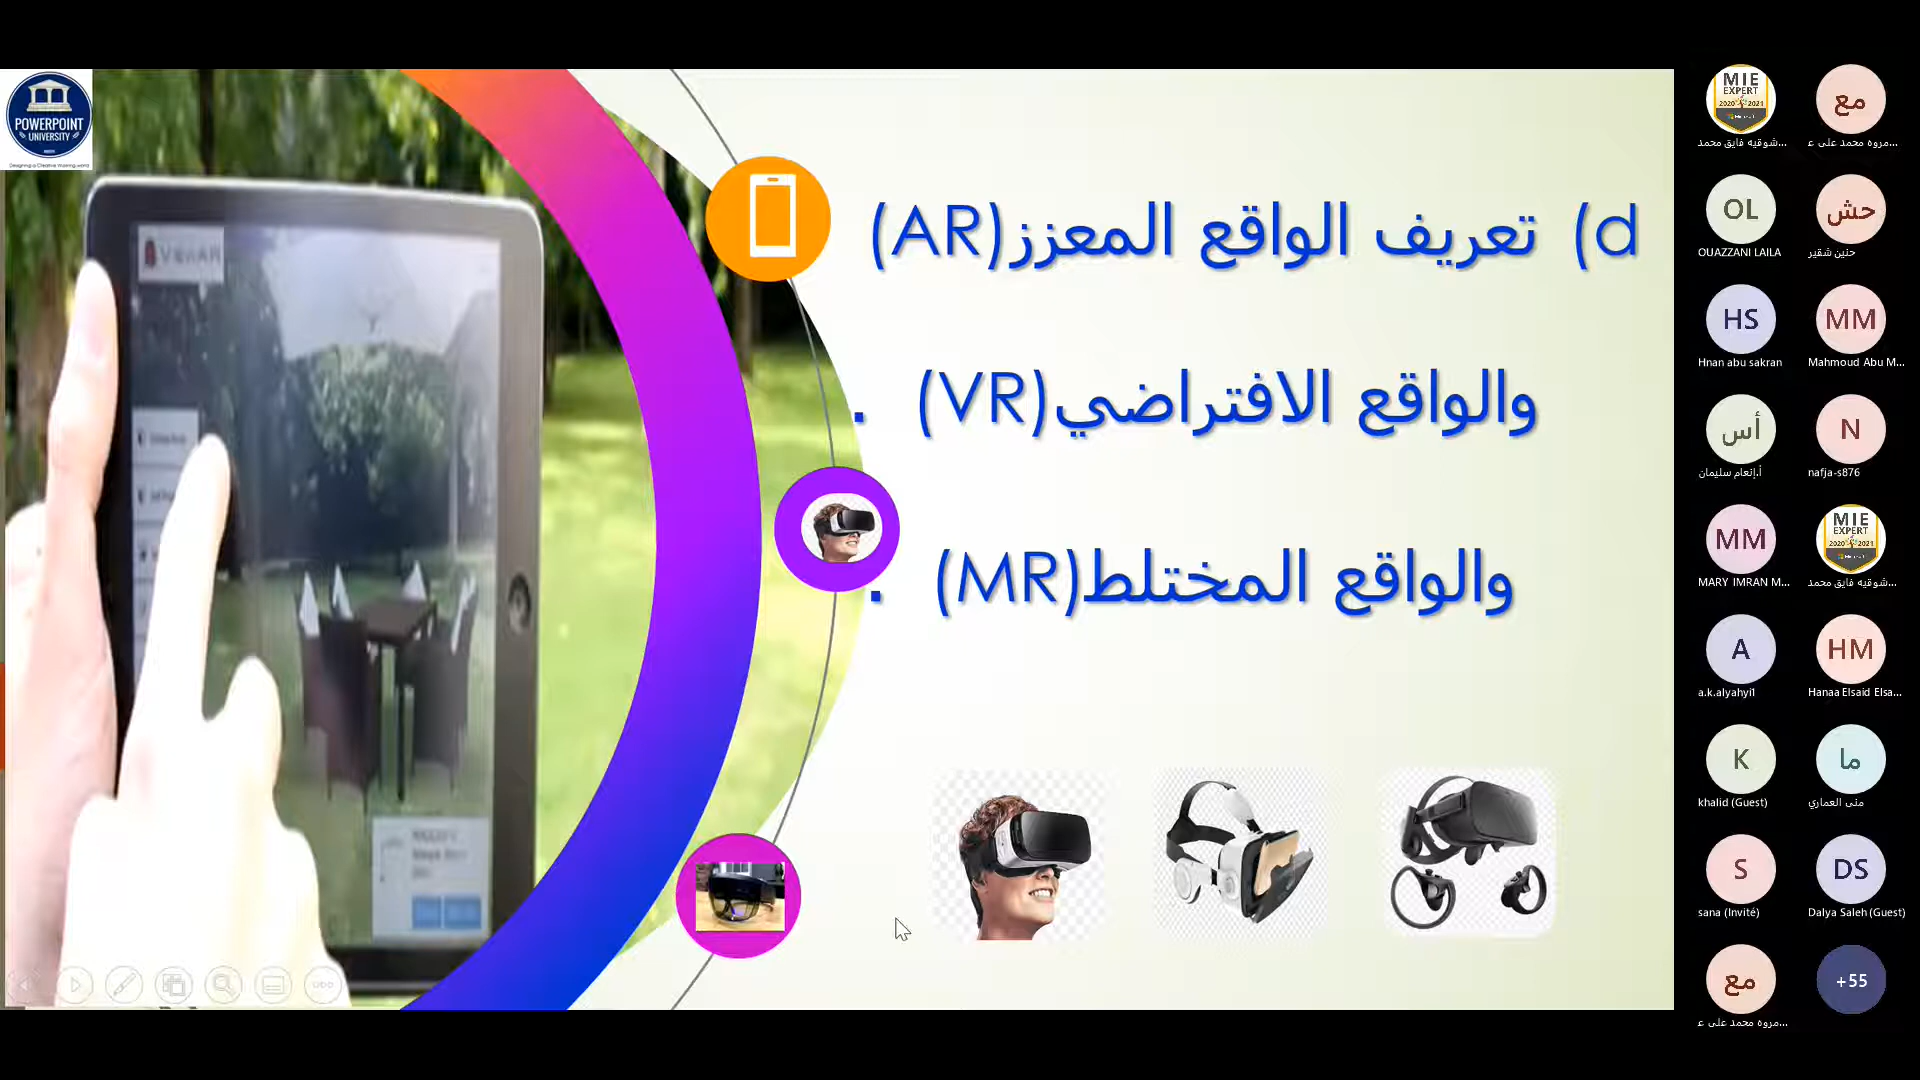 POWERPOINT
UNIVERSITY
d) تعريف الواقع المعزز(AR)
والواقع الافتراضي(VR) .
والواقع المختلط(MR) .
MIE
EXPERT
2020 2021
شوقيه فايق محمد...
مع
مروه محمد على ع...
OL
OUAZZANI LAILA
حش
حنين شقير
HS
Hnan abu sakran
MM
Mahmoud Abu M...
أس
أ.إنعام سليمان
N
nafja-s876
MM
MARY IMRAN M...
MIE
EXPERT
2020 2021
شوقيه فايق محمد...
A
a.k.alyahyi1
HM
Hanaa Elsaid Elsa...
K
khalid (Guest)
ما
منى العماري
S
sana (Invité)
DS
Dalya Saleh (Guest)
مع
مروه محمد على ع...
+55